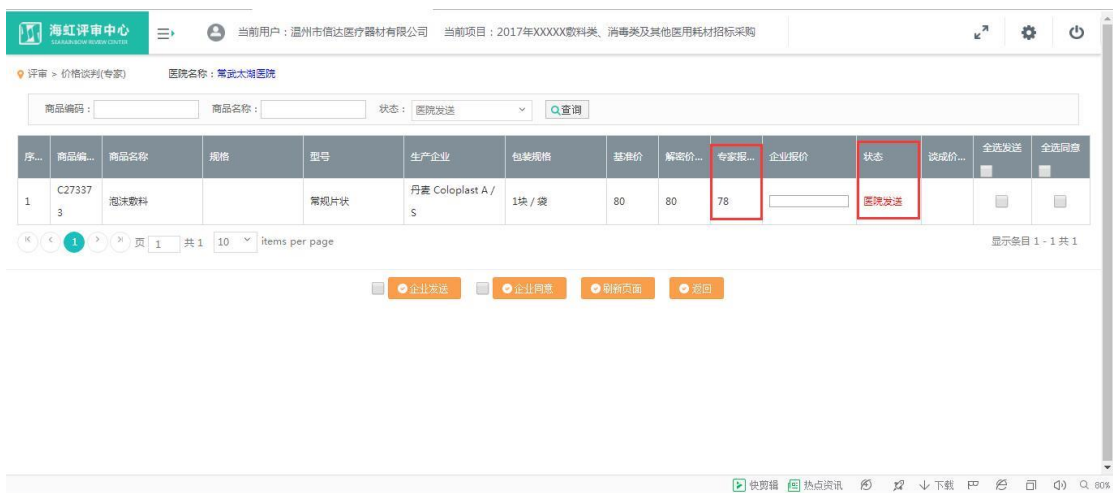 海虹评审中心
SEARAINBOW REVIEW CENTER
当前用户：温州市信达医疗器材有限公司 当前项目：2017年XXXXX敷料类、消毒类及其他医用耗材招标采购
评审 > 价格谈判(专家) 医院名称：常武太湖医院
商品编码： 商品名称： 状态： 医院发送 查询
序... 商品编... 商品名称 规格 型号 生产企业 包装规格 基准价 解密价... 专家报... 企业报价 状态 谈成价... 全选发送 全选同意
1 C273373 泡沫敷料 常规片状 丹麦 Coloplast A / S 1块 / 袋 80 80 78 医院发送
1 页 1 共 1 10 items per page 显示条目 1 - 1 共 1
企业发送 企业同意 刷新页面 返回
快剪辑 热点资讯 下载 80%